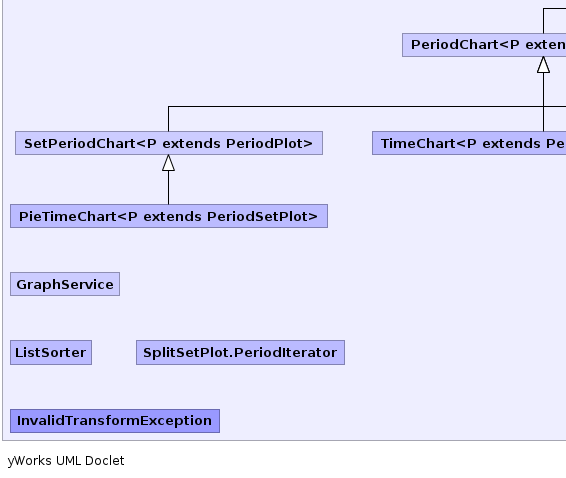 PeriodChart<P exten
SetPeriodChart<P extends PeriodPlot>
TimeChart<P extends Pe
PieTimeChart<P extends PeriodSetPlot>
GraphService
ListSorter
SplitSetPlot.PeriodIterator
InvalidTransformException
yWorks UML Doclet